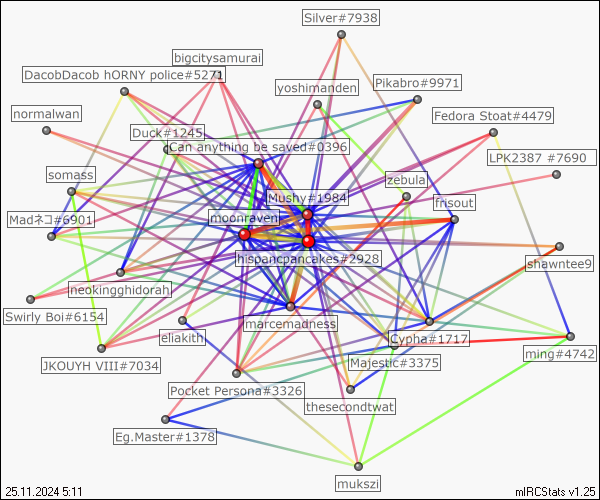 Silver#7938
bigcitysamurai
DacobDacob hORNY police#5271
yoshimanden
Pikabro#9971
normalwan
Fedora Stoat#4479
Duck#1245
Can anything be saved#0396
LPK2387 #7690
somass
zebula
Mushy#1984
frisout
Madネコ#6901
moonraven
hispancpancakes#2928
shawntee9
neokingghidorah
Swirly Boi#6154
marcemadness
eliakith
Cypha#1717
ming#4742
JKOUYH VIII#7034
Majestic#3375
Pocket Persona#3326
thesecondtwat
Eg.Master#1378
mukszi
25.11.2024 5:11
mIRCStats v1.25